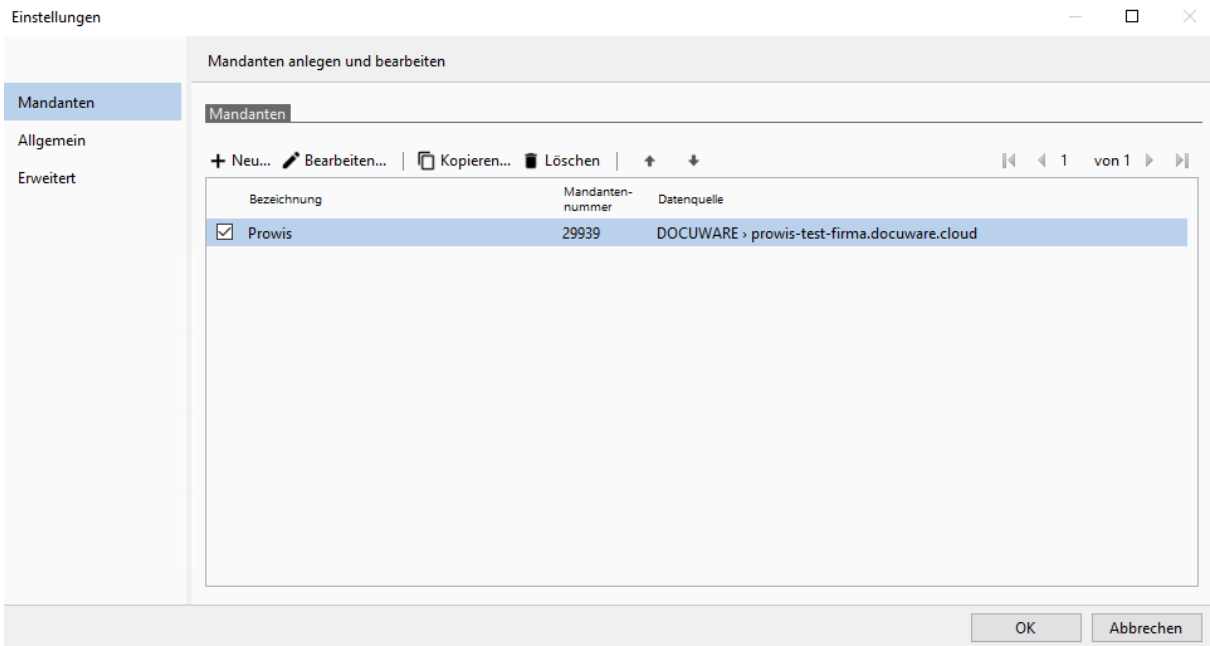 Einstellungen
Mandanten anlegen und bearbeiten
Mandanten
Allgemein
Erweitert
Mandanten
Neu... Bearbeiten... Kopieren... Löschen 1 von 1
Bezeichnung Mandanten-
nummer Datenquelle
Prowis 29939 DOCUWARE › prowis-test-firma.docuware.cloud
OK Abbrechen